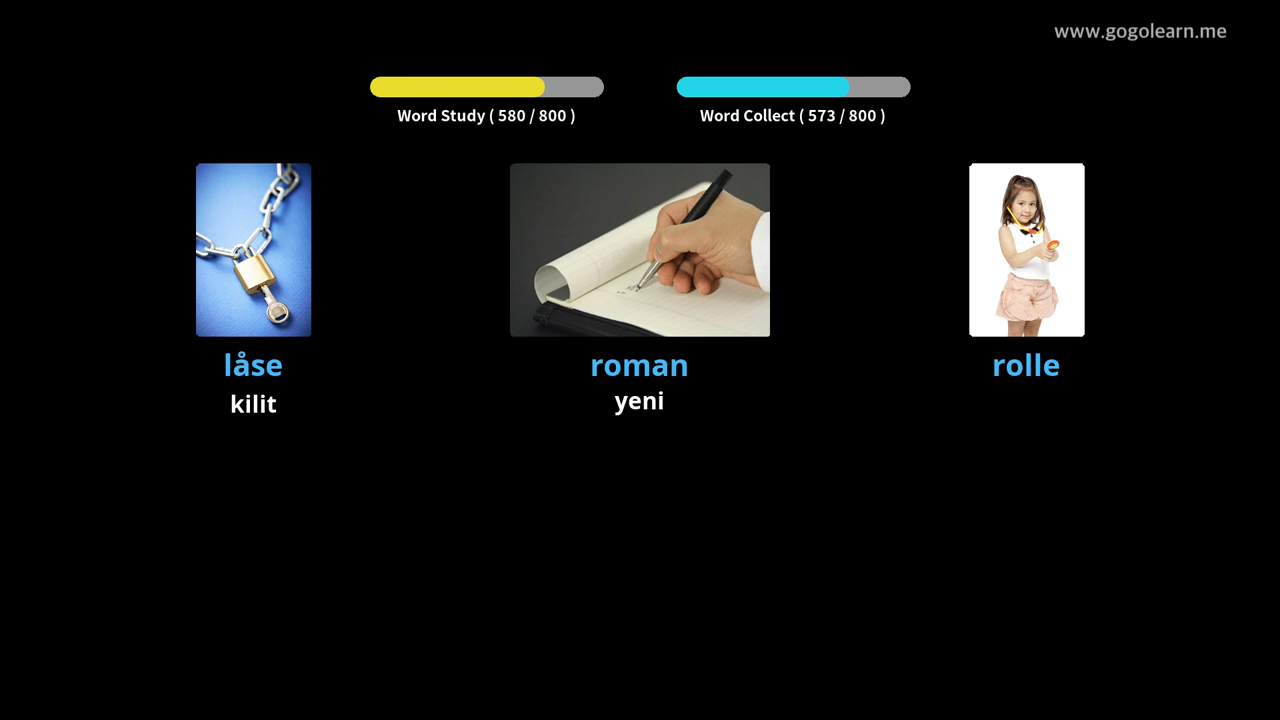 www.gogolearn.me
Word Study ( 580 / 800 )
Word Collect ( 573 / 800 )
låse
roman
rolle
kilit
yeni